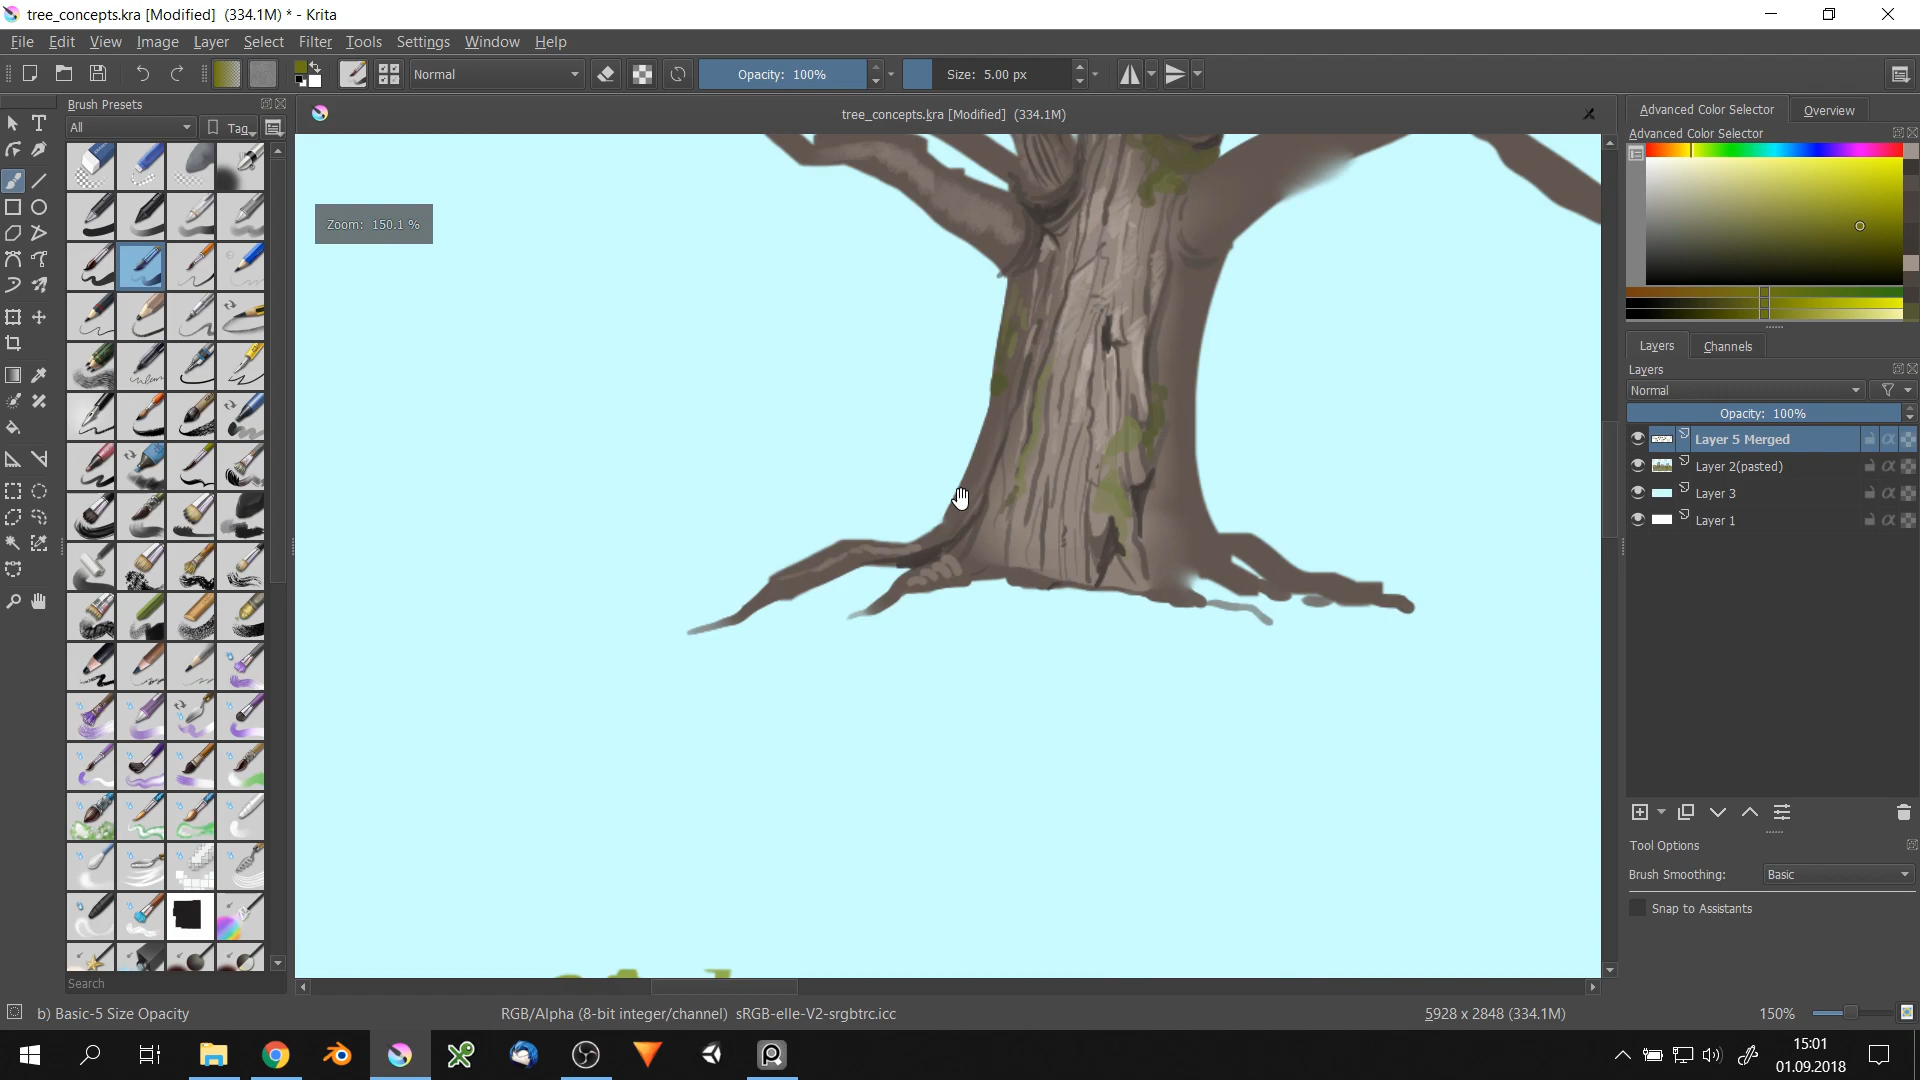 tree_concepts.kra [Modified]  (334.1M) * - Krita
File Edit View Image Layer Select Filter Tools Settings Window Help
Normal Opacity: 100% Size: 5.00 px
Brush Presets
All Tag
Search
tree_concepts.kra [Modified]  (334.1M)
Zoom: 150.1 %
Advanced Color Selector Overview
Advanced Color Selector
Layers Channels
Layers
Normal
Opacity: 100%
Layer 5 Merged
Layer 2(pasted)
Layer 3
Layer 1
Tool Options
Brush Smoothing: Basic
Snap to Assistants
b) Basic-5 Size Opacity RGB/Alpha (8-bit integer/channel)  sRGB-elle-V2-srgbtrc.icc 5928 x 2848 (334.1M) 150%
15:01
01.09.2018